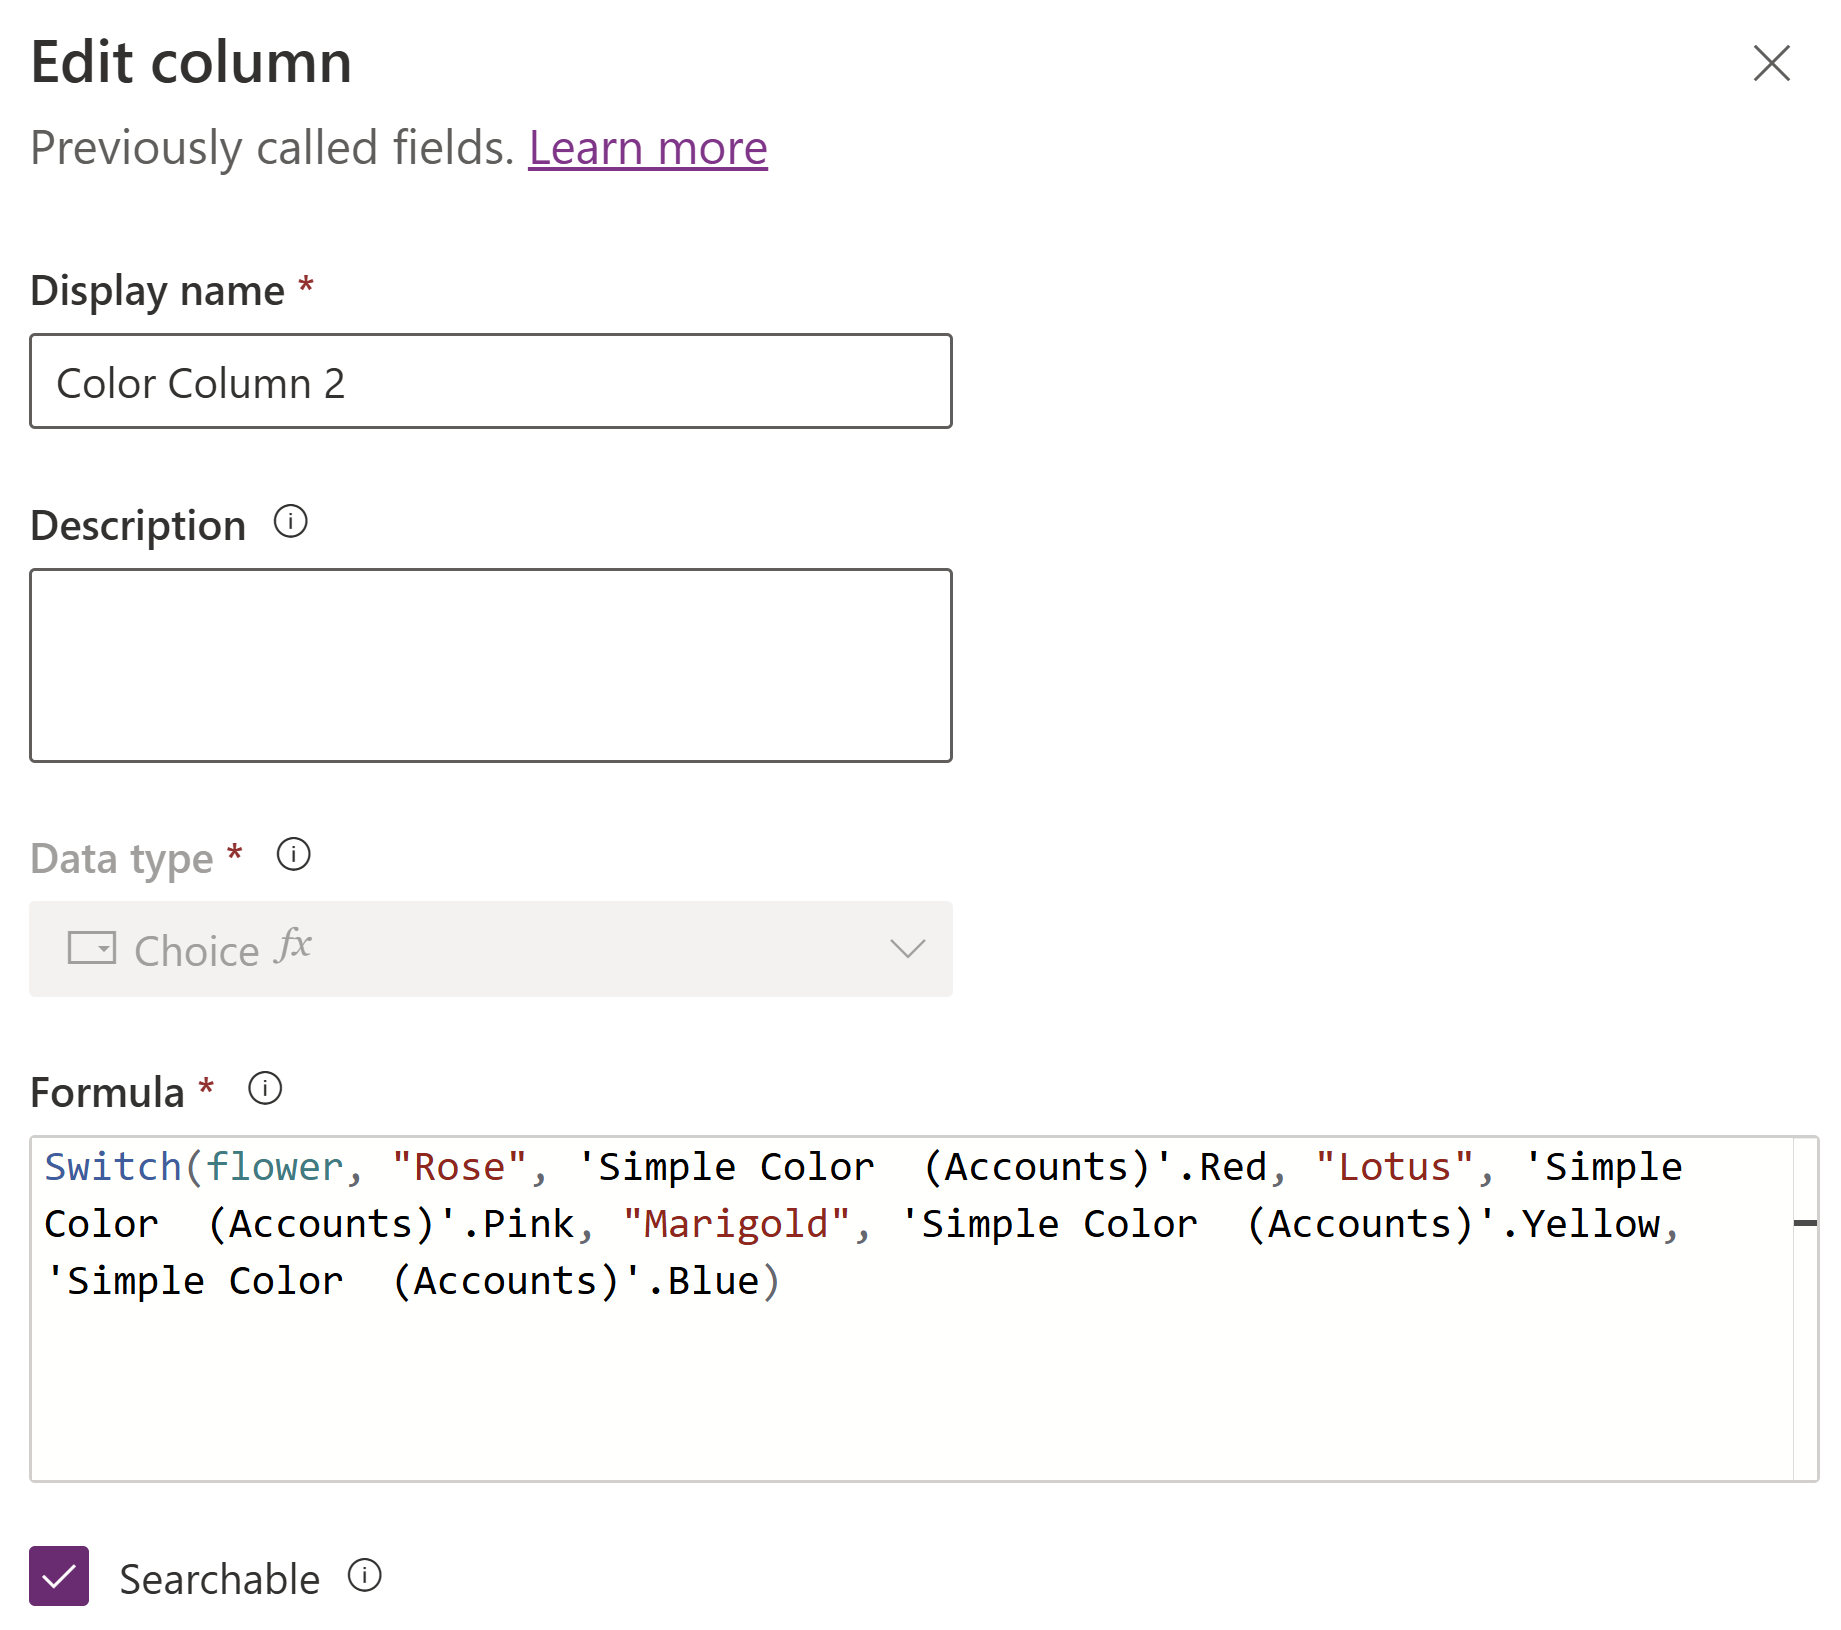 Edit column
Previously called fields. Learn more
Display name *
Color Column 2
Description
Data type *
Choice fx
Formula *
Switch(flower, "Rose", 'Simple Color  (Accounts)'.Red, "Lotus", 'Simple
Color  (Accounts)'.Pink, "Marigold", 'Simple Color  (Accounts)'.Yellow,
'Simple Color  (Accounts)'.Blue)
Searchable